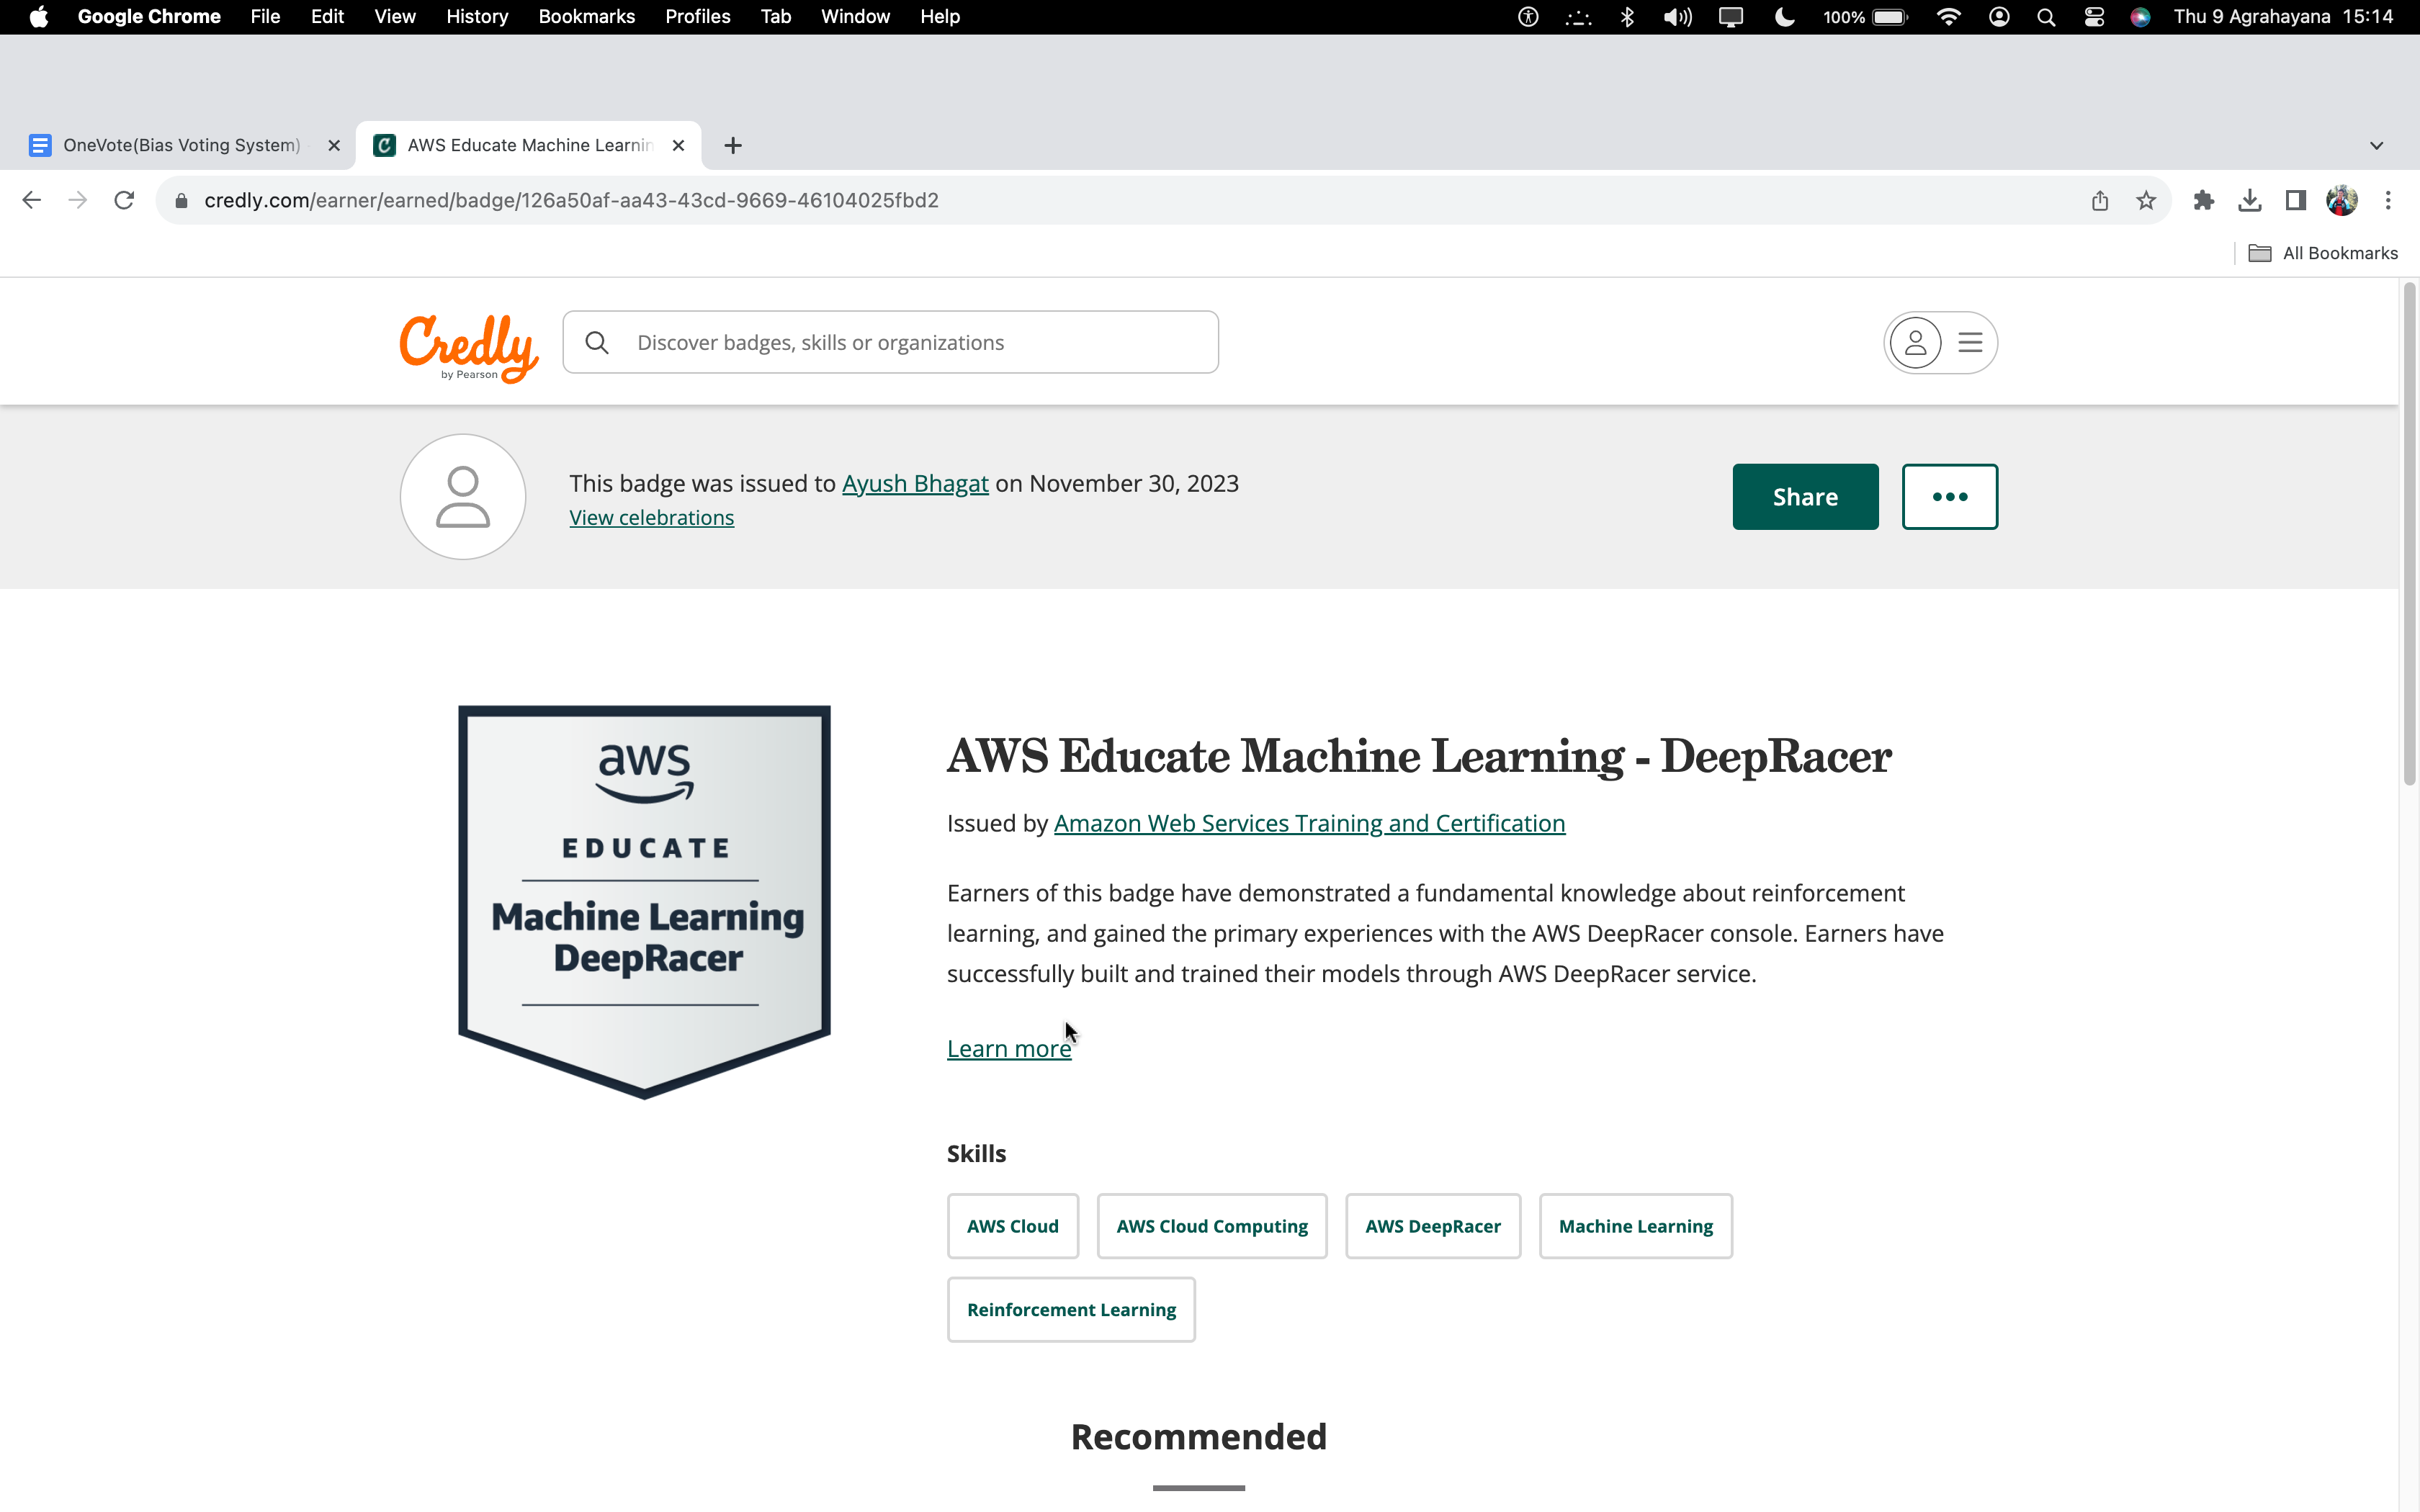 Google Chrome File Edit View History Bookmarks Profiles Tab Window Help 100% Thu 9 Agrahayana 15:14
OneVote(Bias Voting System) AWS Educate Machine Learnin
credly.com/earner/earned/badge/126a50af-aa43-43cd-9669-46104025fbd2
All Bookmarks
Credly
by Pearson
Discover badges, skills or organizations
This badge was issued to Ayush Bhagat on November 30, 2023
View celebrations
Share
aws
EDUCATE
Machine Learning
DeepRacer
AWS Educate Machine Learning - DeepRacer
Issued by Amazon Web Services Training and Certification
Earners of this badge have demonstrated a fundamental knowledge about reinforcement
learning, and gained the primary experiences with the AWS DeepRacer console. Earners have
successfully built and trained their models through AWS DeepRacer service.
Learn more
Skills
AWS Cloud AWS Cloud Computing AWS DeepRacer Machine Learning
Reinforcement Learning
Recommended